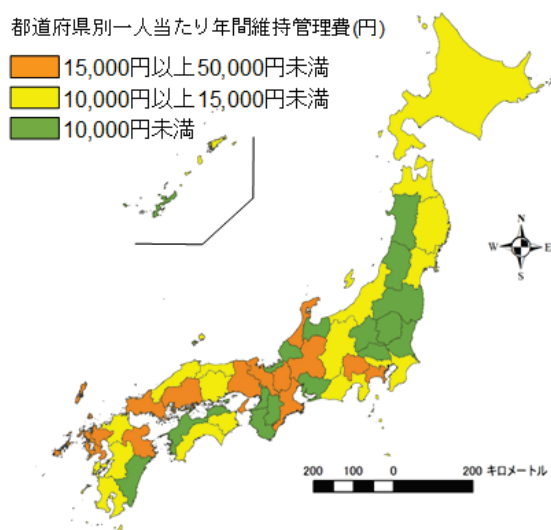 都道府県別一人当たり年間維持管理費(円)
15,000円以上50,000円未満
10,000円以上15,000円未満
10,000円未満
N
W E
S
200 100 0 200 キロメートル